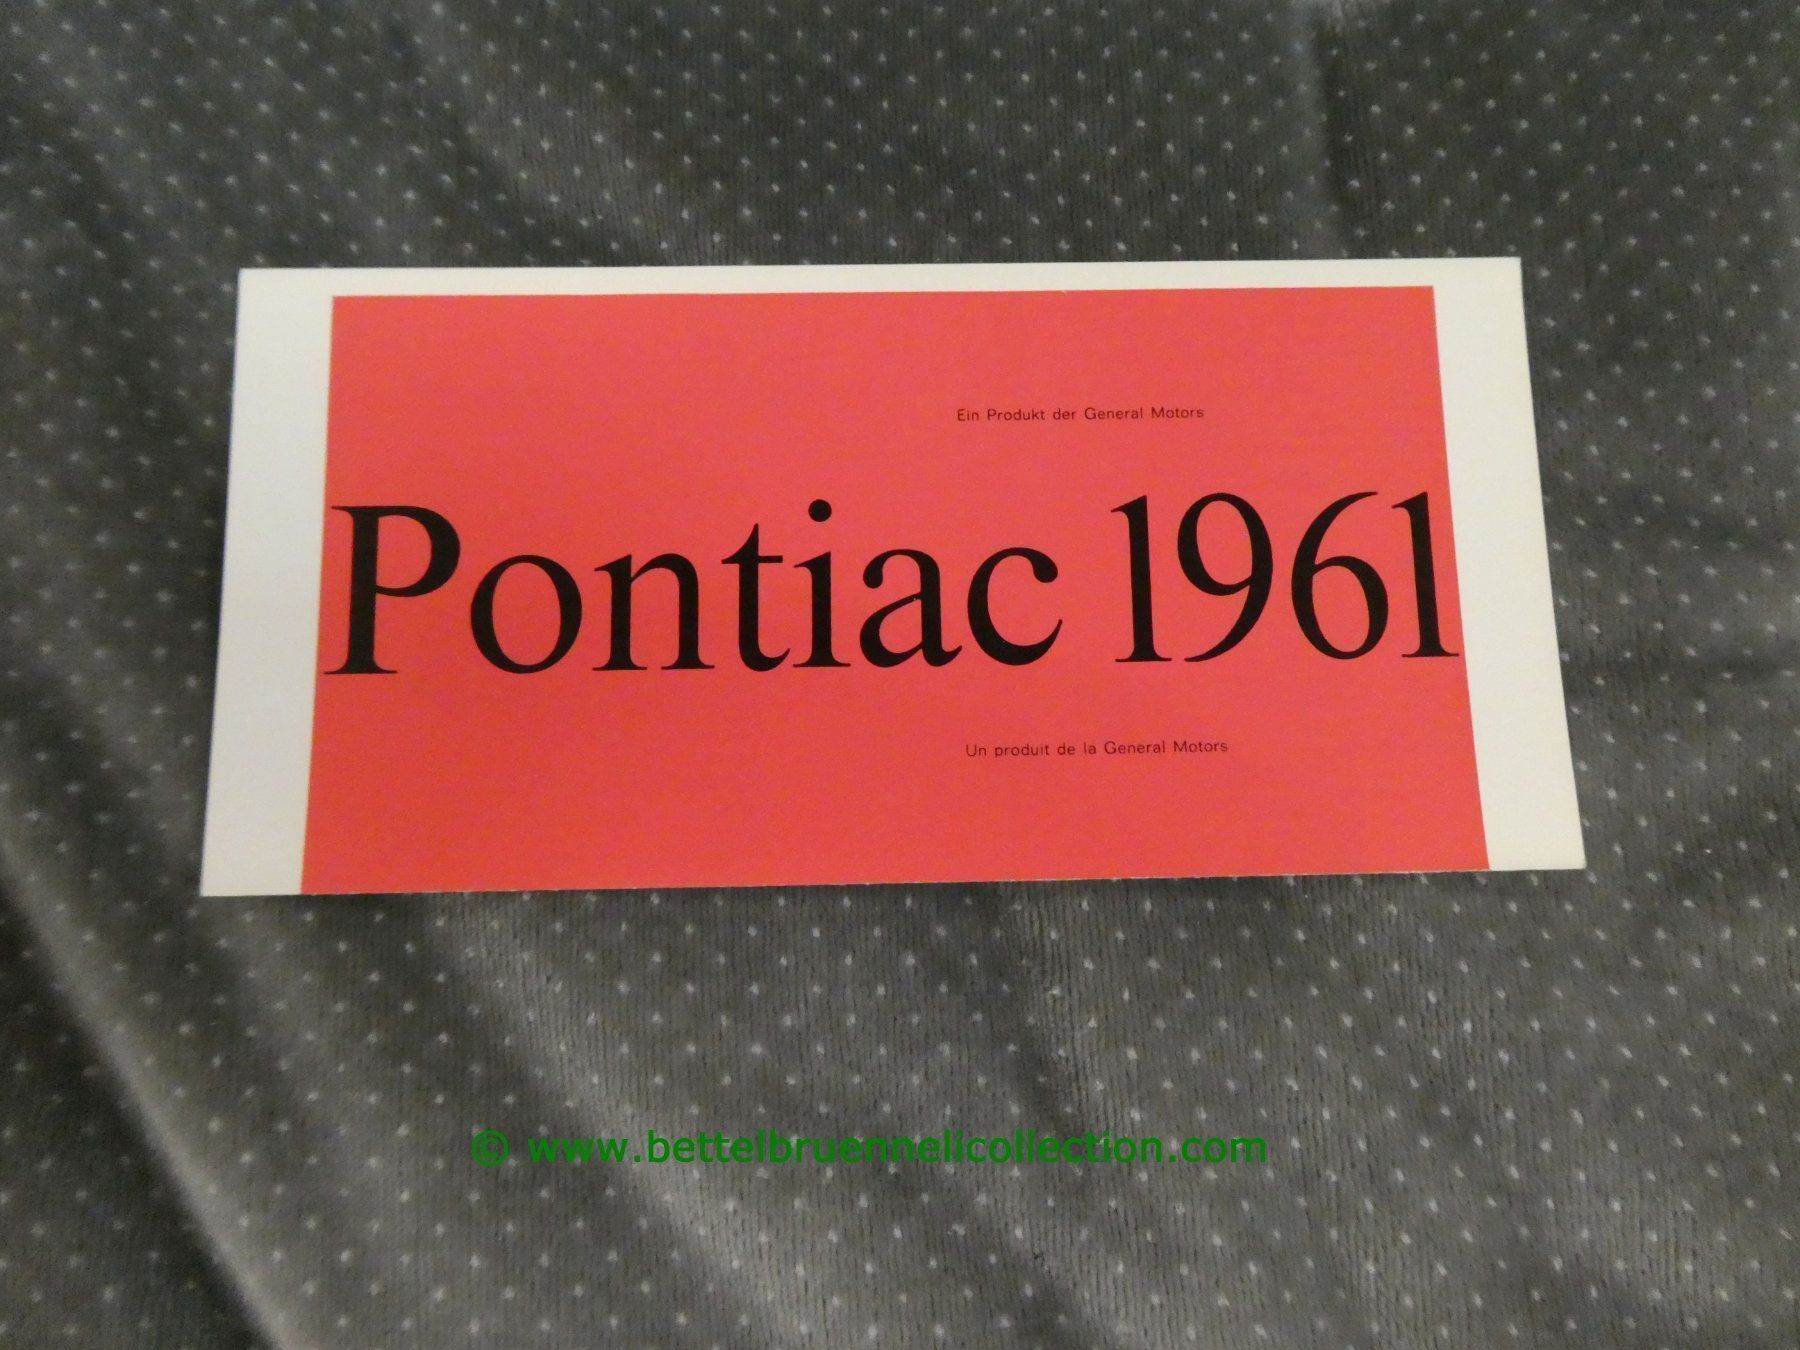 Ein Produkt der General Motors
Pontiac 1961
Un produit de la General Motors
© www.bettelbruennelicollection.com